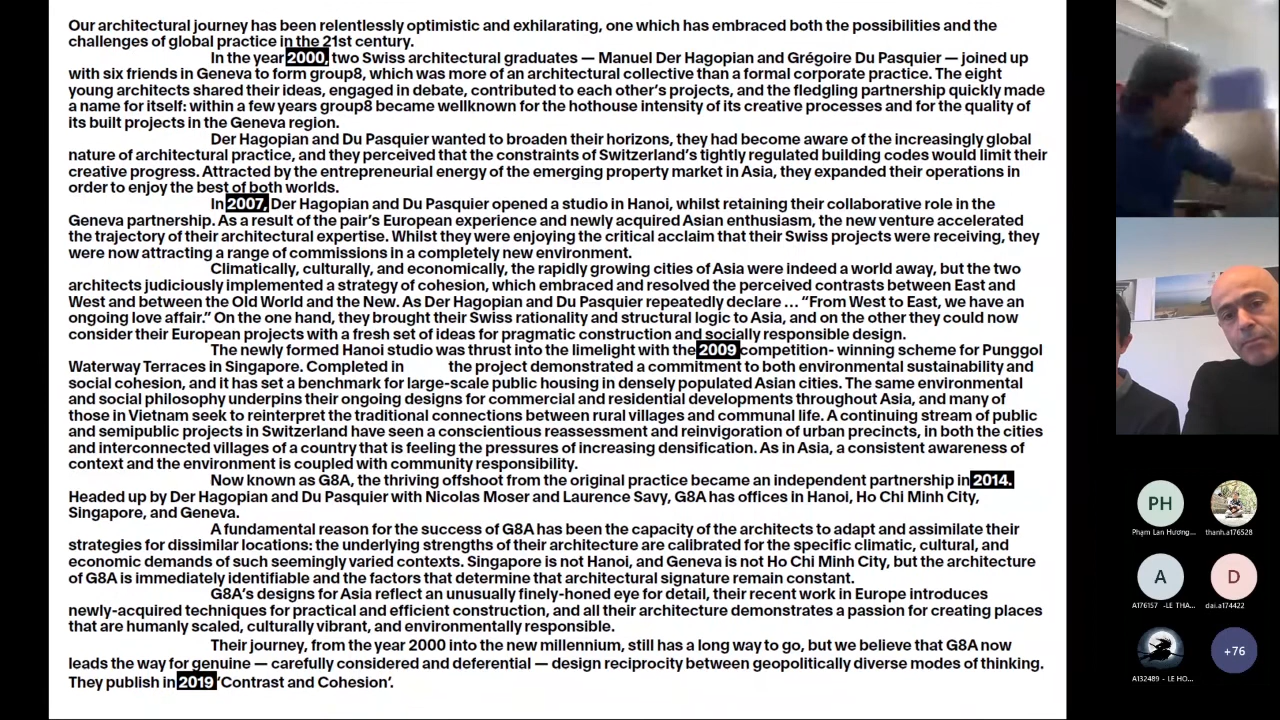 Our architectural journey has been relentlessly optimistic and exhilarating, one which has embraced both the possibilities and the
challenges of global practice in the 21st century.
In the year 2000, two Swiss architectural graduates — Manuel Der Hagopian and Grégoire Du Pasquier — joined up
with six friends in Geneva to form group8, which was more of an architectural collective than a formal corporate practice. The eight
young architects shared their ideas, engaged in debate, contributed to each other's projects, and the fledgling partnership quickly made
a name for itself: within a few years group8 became wellknown for the hothouse intensity of its creative processes and for the quality of
its built projects in the Geneva region.
Der Hagopian and Du Pasquier wanted to broaden their horizons, they had become aware of the increasingly global
nature of architectural practice, and they perceived that the constraints of Switzerland's tightly regulated building codes would limit their
creative progress. Attracted by the entrepreneurial energy of the emerging property market in Asia, they expanded their operations in
order to enjoy the best of both worlds.
In 2007, Der Hagopian and Du Pasquier opened a studio in Hanoi, whilst retaining their collaborative role in the
Geneva partnership. As a result of the pair's European experience and newly acquired Asian enthusiasm, the new venture accelerated
the trajectory of their architectural expertise. Whilst they were enjoying the critical acclaim that their Swiss projects were receiving, they
were now attracting a range of commissions in a completely new environment.
Climatically, culturally, and economically, the rapidly growing cities of Asia were indeed a world away, but the two
architects judiciously implemented a strategy of cohesion, which embraced and resolved the perceived contrasts between East and
West and between the Old World and the New. As Der Hagopian and Du Pasquier repeatedly declare … “From West to East, we have an
ongoing love affair.” On the one hand, they brought their Swiss rationality and structural logic to Asia, and on the other they could now
consider their European projects with a fresh set of ideas for pragmatic construction and socially responsible design.
The newly formed Hanoi studio was thrust into the limelight with the 2009 competition- winning scheme for Punggol
Waterway Terraces in Singapore. Completed in the project demonstrated a commitment to both environmental sustainability and
social cohesion, and it has set a benchmark for large-scale public housing in densely populated Asian cities. The same environmental
and social philosophy underpins their ongoing designs for commercial and residential developments throughout Asia, and many of
those in Vietnam seek to reinterpret the traditional connections between rural villages and communal life. A continuing stream of public
and semipublic projects in Switzerland have seen a conscientious reassessment and reinvigoration of urban precincts, in both the cities
and interconnected villages of a country that is feeling the pressures of increasing densification. As in Asia, a consistent awareness of
context and the environment is coupled with community responsibility.
Now known as G8A, the thriving offshoot from the original practice became an independent partnership in 2014.
Headed up by Der Hagopian and Du Pasquier with Nicolas Moser and Laurence Savy, G8A has offices in Hanoi, Ho Chi Minh City,
Singapore, and Geneva.
A fundamental reason for the success of G8A has been the capacity of the architects to adapt and assimilate their
strategies for dissimilar locations: the underlying strengths of their architecture are calibrated for the specific climatic, cultural, and
economic demands of such seemingly varied contexts. Singapore is not Hanoi, and Geneva is not Ho Chi Minh City, but the architecture
of G8A is immediately identifiable and the factors that determine that architectural signature remain constant.
G8A's designs for Asia reflect an unusually finely-honed eye for detail, their recent work in Europe introduces
newly-acquired techniques for practical and efficient construction, and all their architecture demonstrates a passion for creating places
that are humanly scaled, culturally vibrant, and environmentally responsible.
Their journey, from the year 2000 into the new millennium, still has a long way to go, but we believe that G8A now
leads the way for genuine — carefully considered and deferential — design reciprocity between geopolitically diverse modes of thinking.
They publish in 2019 ‘Contrast and Cohesion’.
PH
Phạm Lan Hương...
thanh.a176528
A
A176157 -LE THA...
D
dai.a174422
A132489 - LE HO...
+76